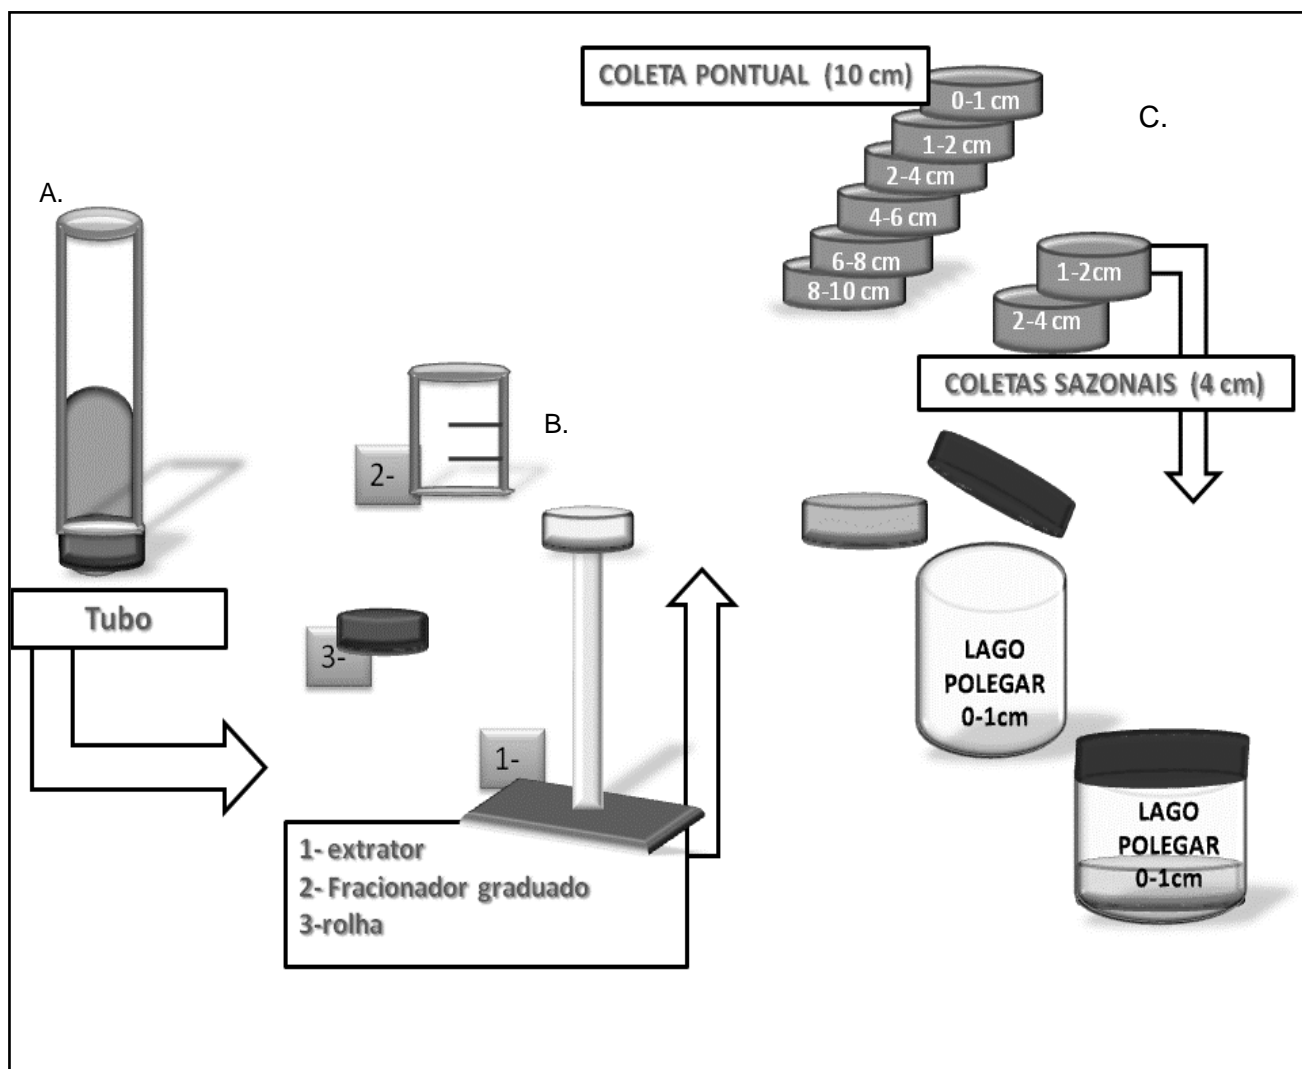 A.
Tubo
B.
2-
3-
1-
1- extrator
2- Fracionador graduado
3-rolha
C.
COLETA PONTUAL (10 cm)
0-1 cm
1-2 cm
2-4 cm
4-6 cm
6-8 cm
8-10 cm
1-2cm
2-4 cm
COLETAS SAZONAIS (4 cm)
LAGO
POLEGAR
0-1cm
LAGO
POLEGAR
0-1cm